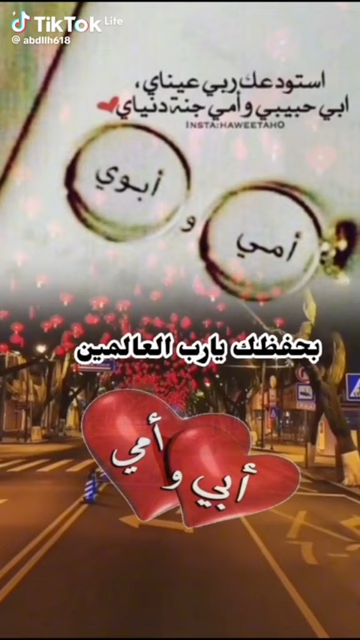 TikTok Lite
@ abdllh618
استودعك ربي عيناي،
ابي حبيبي وأمي جنة دنياي
INSTA:HAWEETAHO
أبوي
و
أمي
بحفظك يارب العالمين
أمي
و
أبي